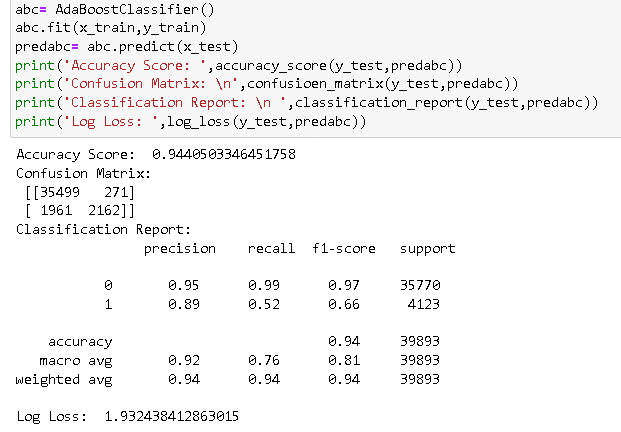 abc= AdaBoostClassifier()
abc.fit(x_train,y_train)
predabc= abc.predict(x_test)
print('Accuracy Score: ',accuracy_score(y_test,predabc))
print('Confusion Matrix: \n',confusioen_matrix(y_test,predabc))
print('Classification Report: \n ',classification_report(y_test,predabc))
print('Log Loss: ',log_loss(y_test,predabc))
Accuracy Score:  0.9440503346451758
Confusion Matrix:
 [[35499   271]
 [ 1961  2162]]
Classification Report:
               precision    recall  f1-score   support
           0       0.95      0.99      0.97     35770
           1       0.89      0.52      0.66      4123
    accuracy                           0.94     39893
   macro avg       0.92      0.76      0.81     39893
weighted avg       0.94      0.94      0.94     39893
Log Loss:  1.932438412863015